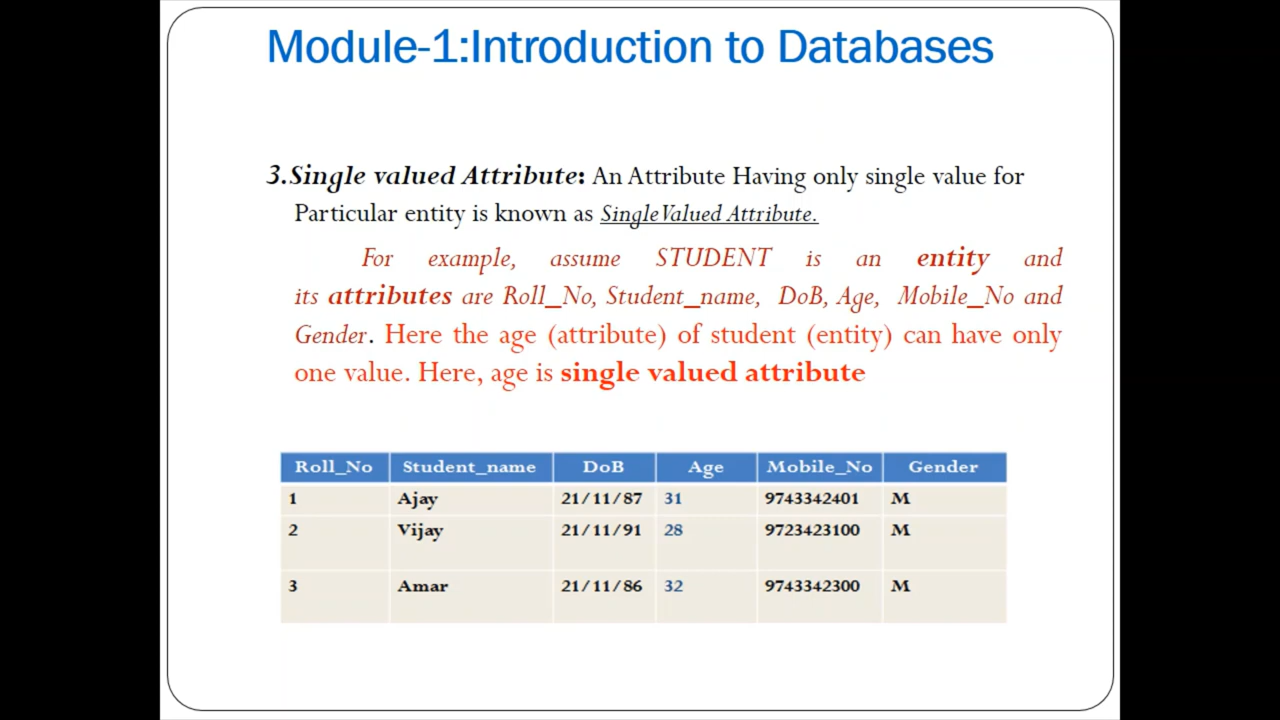 Module-1:Introduction to Databases
3.Single valued Attribute: An Attribute Having only single value for
Particular entity is known as Single Valued Attribute.
For example, assume STUDENT is an entity and
its attributes are Roll_No, Student_name, DoB, Age, Mobile_No and
Gender. Here the age (attribute) of student (entity) can have only
one value. Here, age is single valued attribute
Roll_No Student_name DoB Age Mobile_No Gender
1 Ajay 21/11/87 31 9743342401 M
2 Vijay 21/11/91 28 9723423100 M
3 Amar 21/11/86 32 9743342300 M